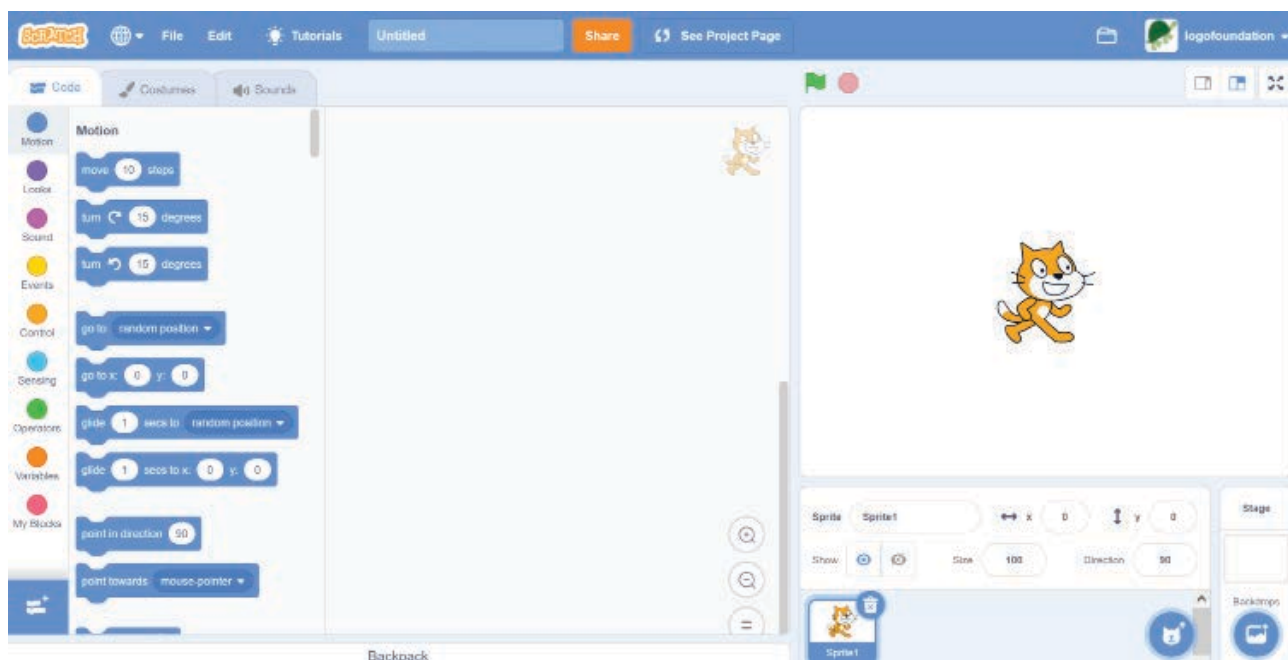 SCRATCH File Edit Tutorials Untitled Share See Project Page logofoundation
Code Costumes Sounds
Motion
Looks
Sound
Events
Control
Sensing
Operators
Variables
My Blocks
Motion
move 10 steps
turn 15 degrees
turn 15 degrees
go to random position
go to x: 0 y: 0
glide 1 secs to random position
glide 1 secs to x: 0 y: 0
point in direction 90
point towards mouse-pointer
Backpack
Sprite Sprite1 x 0 y 0
Show Size 100 Direction 90
Sprite1
Stage
Backdrops